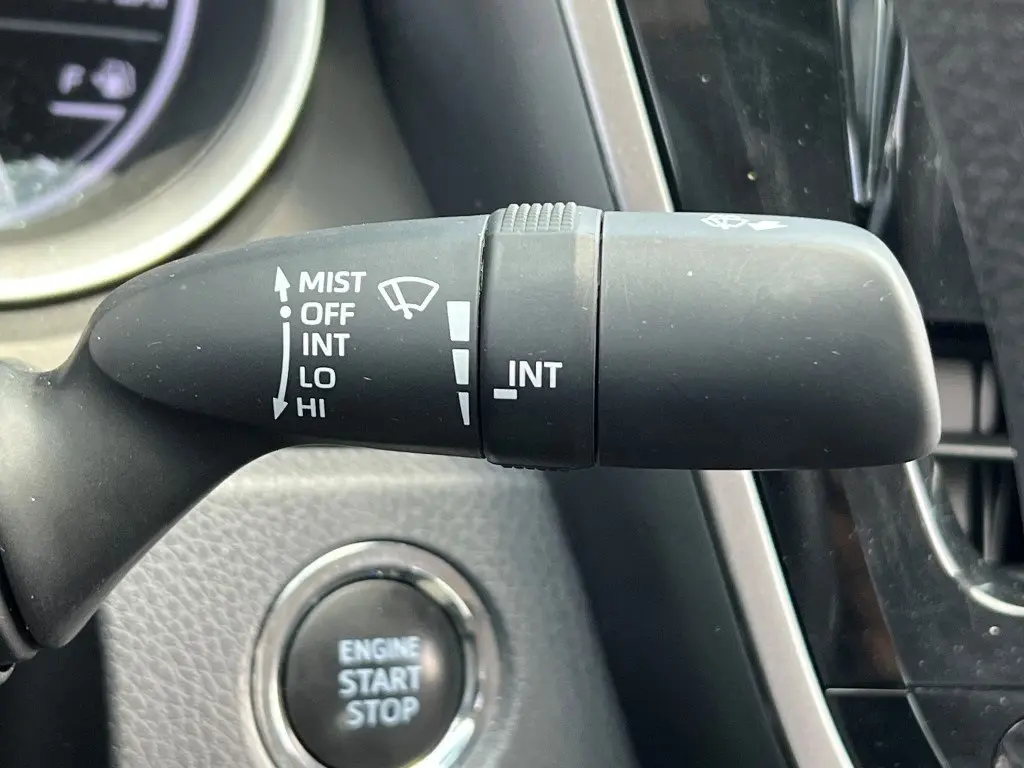 F
MIST
OFF
INT
LO
HI
INT
ENGINE
START
STOP